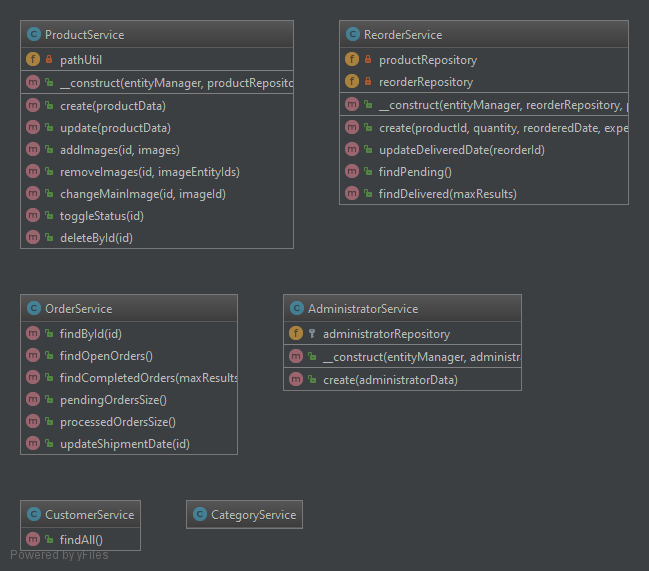 ProductService
pathUtil
__construct(entityManager, productReposito
create(productData)
update(productData)
addImages(id, images)
removeImages(id, imageEntityIds)
changeMainImage(id, imageId)
toggleStatus(id)
deleteById(id)
ReorderService
productRepository
reorderRepository
__construct(entityManager, reorderRepository, p
create(productId, quantity, reorderedDate, expe
updateDeliveredDate(reorderId)
findPending()
findDelivered(maxResults)
OrderService
findById(id)
findOpenOrders()
findCompletedOrders(maxResults
pendingOrdersSize()
processedOrdersSize()
updateShipmentDate(id)
AdministratorService
administratorRepository
__construct(entityManager, administra
create(administratorData)
CustomerService
findAll()
CategoryService
Powered by yFiles